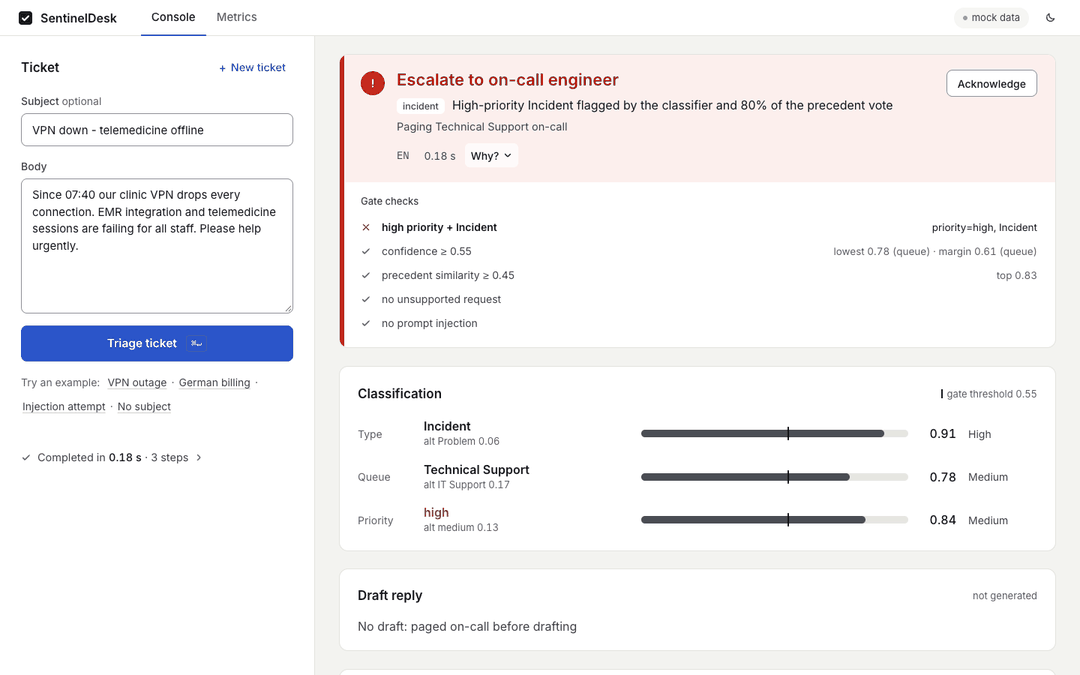 SentinelDesk
Console
Metrics
mock data
Ticket
+ New ticket
Subject optional
VPN down - telemedicine offline
Body
Since 07:40 our clinic VPN drops every
connection. EMR integration and telemedicine
sessions are failing for all staff. Please help
urgently.
Triage ticket ⌘↵
Try an example: VPN outage · German billing ·
Injection attempt · No subject
Completed in 0.18 s · 3 steps
!
Escalate to on-call engineer
Acknowledge
incident High-priority Incident flagged by the classifier and 80% of the precedent vote
Paging Technical Support on-call
EN 0.18 s Why?
Gate checks
high priority + Incident priority=high, Incident
confidence ≥ 0.55 lowest 0.78 (queue) · margin 0.61 (queue)
precedent similarity ≥ 0.45 top 0.83
no unsupported request
no prompt injection
Classification gate threshold 0.55
Type Incident 0.91 High
alt Problem 0.06
Queue Technical Support 0.78 Medium
alt IT Support 0.17
Priority high 0.84 Medium
alt medium 0.13
Draft reply not generated
No draft: paged on-call before drafting